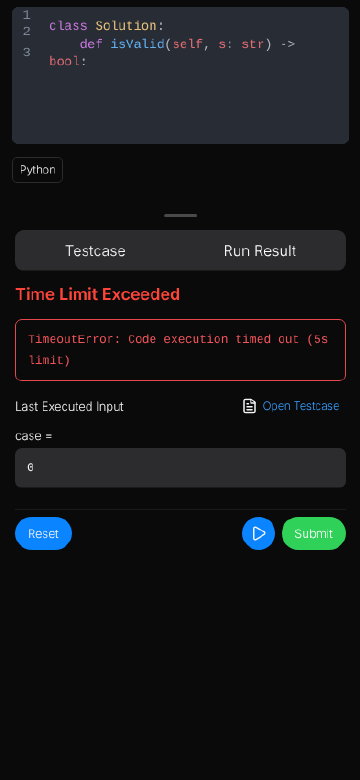 1
class Solution:
2
    def isValid(self, s: str) ->
3
bool:
Python
Testcase
Run Result
Time Limit Exceeded
TimeoutError: Code execution timed out (5s
limit)
Last Executed Input
Open Testcase
case =
0
Reset
Submit